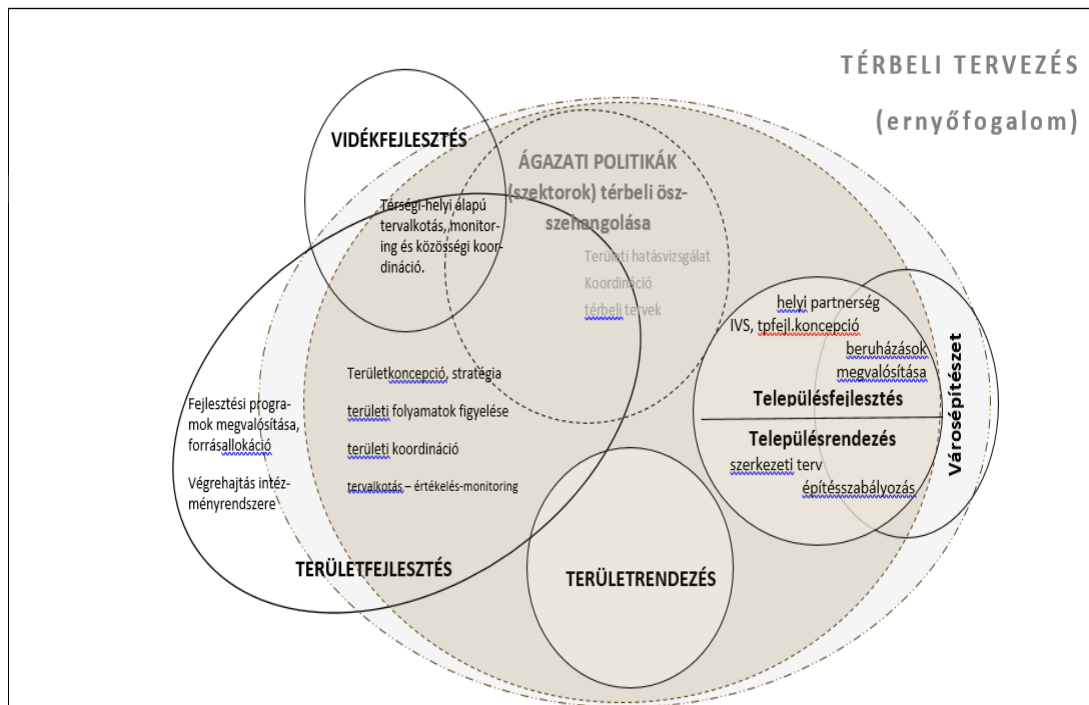 TÉRBELI TERVEZÉS
(ernyőfogalom)
VIDÉKFEJLESZTÉS
Térségi-helyi alapú
tervalkotás, monitor-
ing és közösségi koor-
dináció.
ÁGAZATI POLITIKÁK
(szektorok) térbeli ösz-
szehangolása
Területi hatásvizsgálat
Koordináció
térbeli tervek
helyi partnerség
IVS, tpfejl.koncepció
beruházások
megvalósítása
Településfejlesztés
Településrendezés
szerkezeti terv
építésszabályozás
Városépítészet
Területkoncepció, stratégia
területi folyamatok figyelése
területi koordináció
tervalkotás – értékelés-monitoring
Fejlesztési progra-
mok megvalósítása,
forrásallokáció
Végrehajtás intéz-
ményrendszere
TERÜLETFEJLESZTÉS
TERÜLETRENDEZÉS